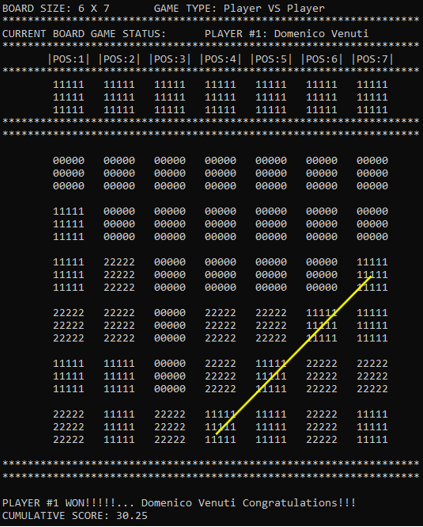 BOARD SIZE: 6 X 7 GAME TYPE: Player VS Player
******************************************************************
CURRENT BOARD GAME STATUS: PLAYER #1: Domenico Venuti
******************************************************************
|POS:1| |POS:2| |POS:3| |POS:4| |POS:5| |POS:6| |POS:7|
******************************************************************
11111 11111 11111 11111 11111 11111 11111
11111 11111 11111 11111 11111 11111 11111
11111 11111 11111 11111 11111 11111 11111
******************************************************************
******************************************************************
00000 00000 00000 00000 00000 00000 00000
00000 00000 00000 00000 00000 00000 00000
00000 00000 00000 00000 00000 00000 00000
11111 00000 00000 00000 00000 00000 00000
11111 00000 00000 00000 00000 00000 00000
11111 00000 00000 00000 00000 00000 00000
11111 22222 00000 00000 00000 00000 11111
11111 22222 00000 00000 00000 00000 11111
11111 22222 00000 00000 00000 00000 11111
22222 22222 00000 22222 22222 11111 11111
22222 22222 00000 22222 22222 11111 11111
22222 22222 00000 22222 22222 11111 11111
11111 11111 00000 22222 11111 22222 22222
11111 11111 00000 22222 11111 22222 22222
11111 11111 00000 22222 11111 22222 22222
22222 11111 22222 11111 11111 22222 11111
22222 11111 22222 11111 11111 22222 11111
22222 11111 22222 11111 11111 22222 11111
******************************************************************
******************************************************************
PLAYER #1 WON!!!!!... Domenico Venuti Congratulations!!!
CUMULATIVE SCORE: 30.25